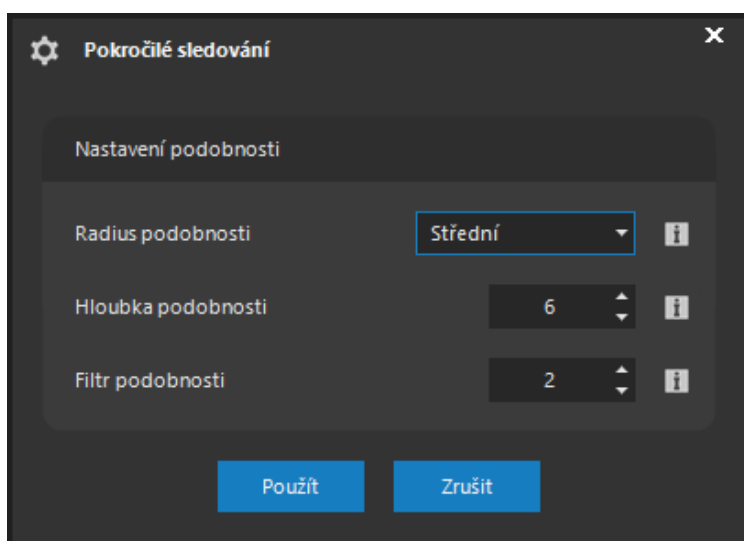 Pokročilé sledování
Nastavení podobnosti
Radius podobnosti Střední
Hloubka podobnosti 6
Filtr podobnosti 2
Použít Zrušit